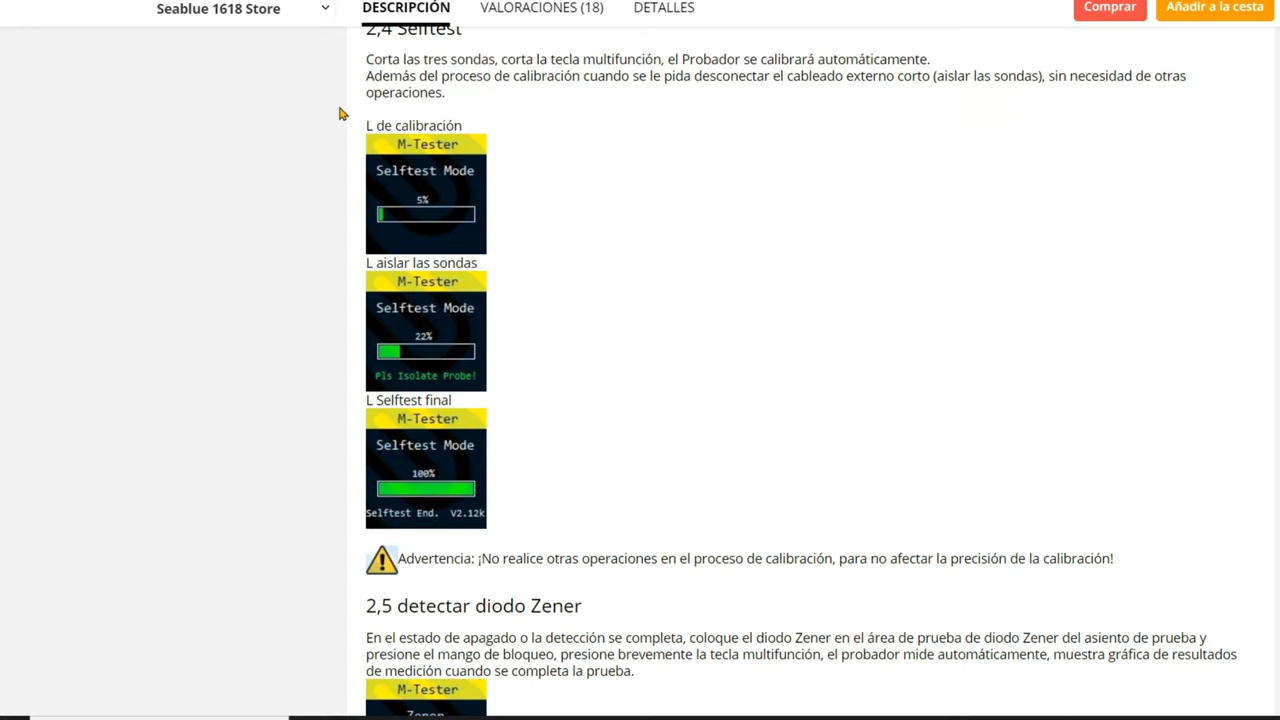 Seablue 1618 Store
DESCRIPCIÓN VALORACIONES (18) DETALLES
Comprar Añadir a la cesta
2,4 Selftest
Corta las tres sondas, corta la tecla multifunción, el Probador se calibrará automáticamente.
Además del proceso de calibración cuando se le pida desconectar el cableado externo corto (aislar las sondas), sin necesidad de otras
operaciones.
L de calibración
M-Tester
Selftest Mode
5%
L aislar las sondas
M-Tester
Selftest Mode
22%
Pls Isolate Probe!
L Selftest final
M-Tester
Selftest Mode
100%
Selftest End. V2.12k
Advertencia: ¡No realice otras operaciones en el proceso de calibración, para no afectar la precisión de la calibración!
2,5 detectar diodo Zener
En el estado de apagado o la detección se completa, coloque el diodo Zener en el área de prueba de diodo Zener del asiento de prueba y
presione el mango de bloqueo, presione brevemente la tecla multifunción, el probador mide automáticamente, muestra gráfica de resultados
de medición cuando se completa la prueba.
M-Tester
Zener